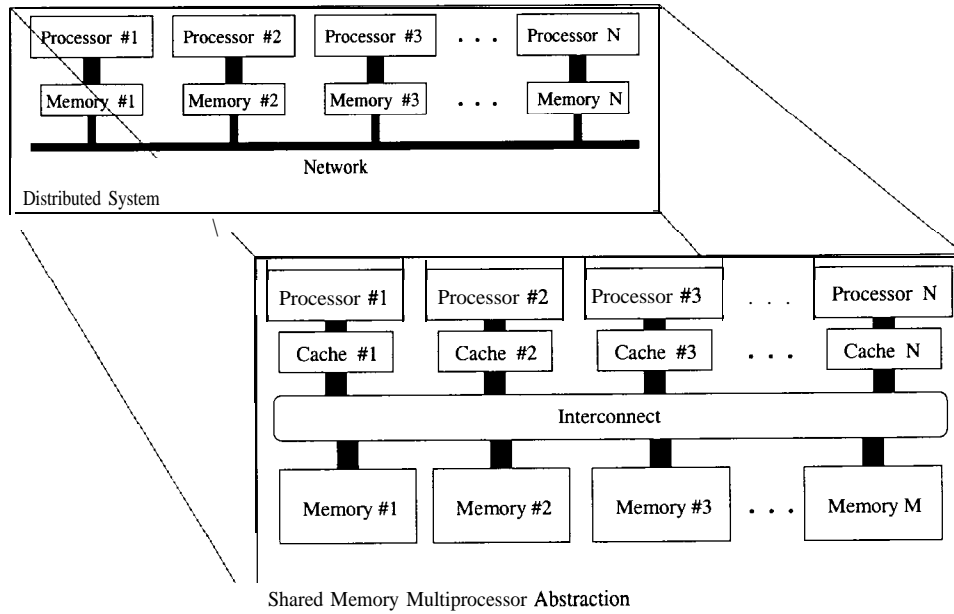 Processor #1 Processor #2 Processor #3 . . . Processor N
Memory #1 Memory #2 Memory #3 . . . Memory N
Network
Distributed System
Processor #1 Processor #2 Processor #3 . . . Processor N
Cache #1 Cache #2 Cache #3 . . . Cache N
Interconnect
Memory #1 Memory #2 Memory #3 . . . Memory M
Shared Memory Multiprocessor Abstraction